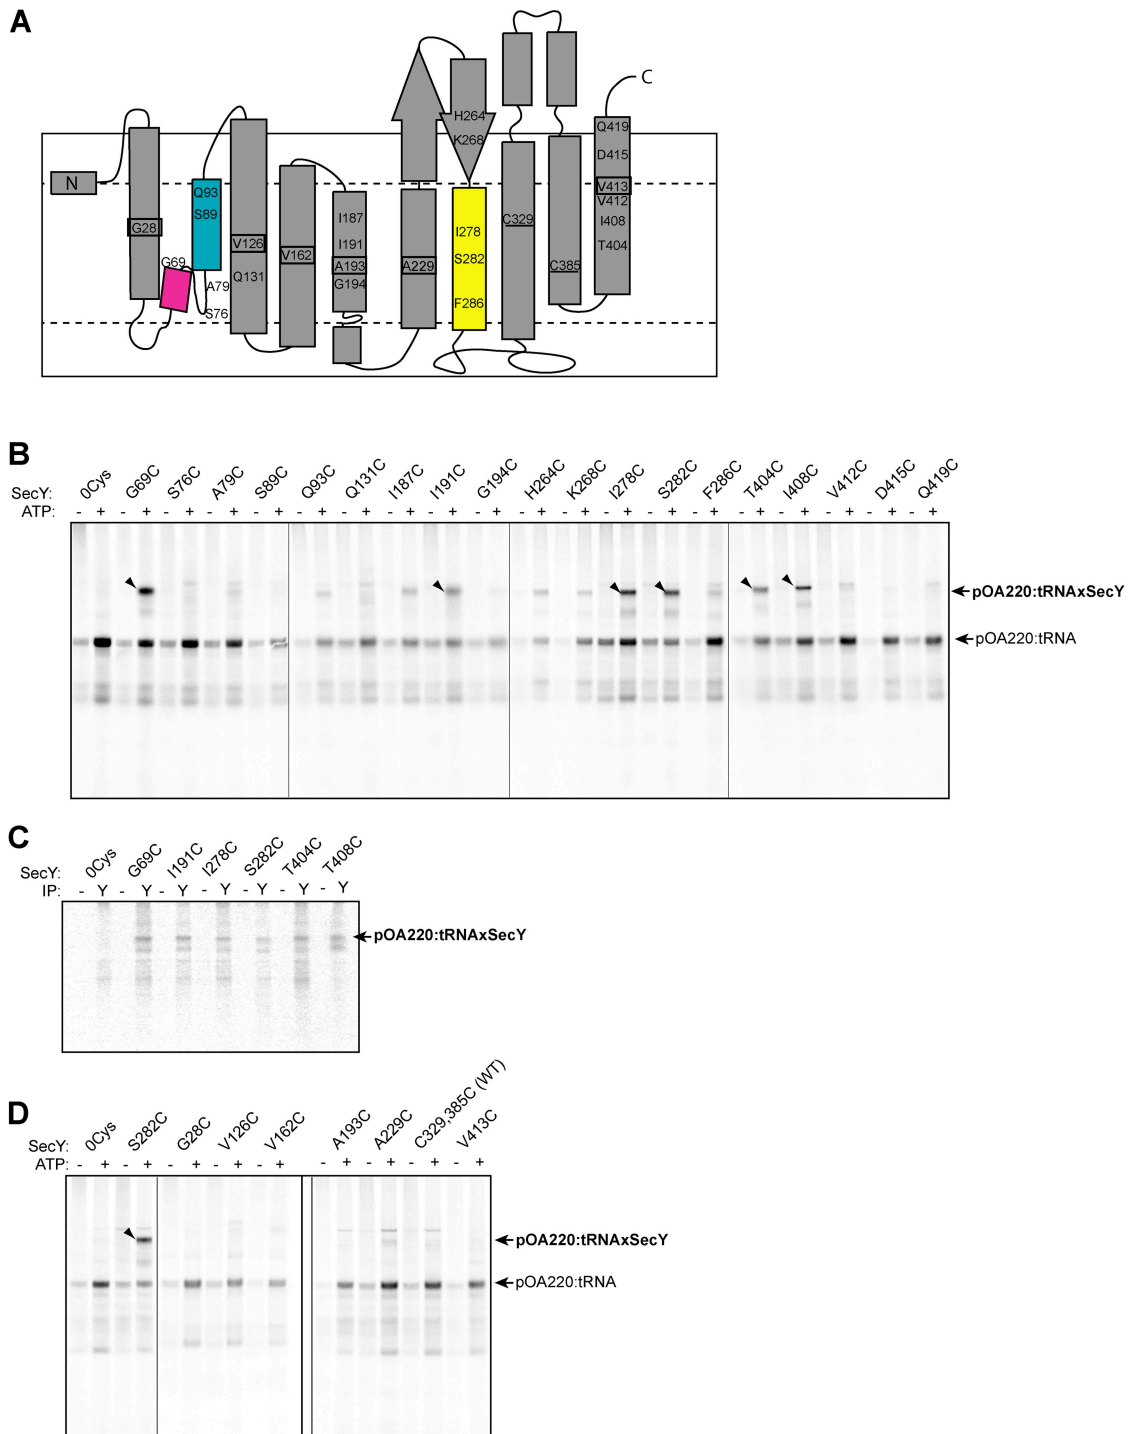 A
C
N
H264
K268
Q419
D415
V413
V412
I408
T404
Q93
S89
G28
G69
A79
S76
V126
Q131
V162
I187
I191
A193
G194
A229
I278
S282
F286
C329
C385
B
SecY: 0Cys G69C S76C A79C S89C Q93C Q131C I187C I191C G194C H264C K268C I278C S282C F286C T404C I408C V412C D415C Q419C
ATP: - + - + - + - + - + - + - + - + - + - + - + - + - + - + - + - + - + - + - + - +
pOA220:tRNAxSecY
pOA220:tRNA
C
SecY: 0Cys G69C I191C I278C S282C T404C T408C
IP: - Y - Y - Y - Y - Y - Y - Y
pOA220:tRNAxSecY
D
SecY: 0Cys S282C G28C V126C V162C A193C A229C C329,385C (WT) V413C
ATP: - + - + - + - + - + - + - + - + - +
pOA220:tRNAxSecY
pOA220:tRNA